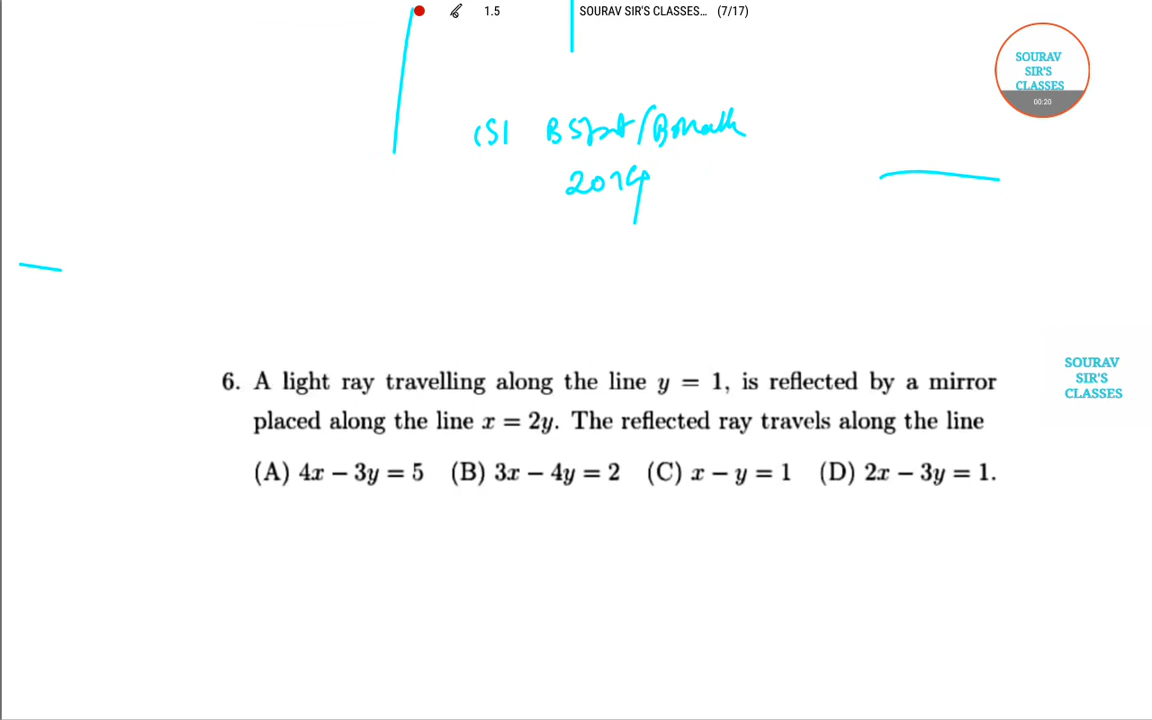 1.5 SOURAV SIR'S CLASSES... (7/17)
SOURAV
SIR'S
CLASSES
00:20
ISI B Stat/BMath
2014
6. A light ray travelling along the line y = 1, is reflected by a mirror
placed along the line x = 2y. The reflected ray travels along the line
(A) 4x − 3y = 5 (B) 3x − 4y = 2 (C) x − y = 1 (D) 2x − 3y = 1.
SOURAV
SIR'S
CLASSES